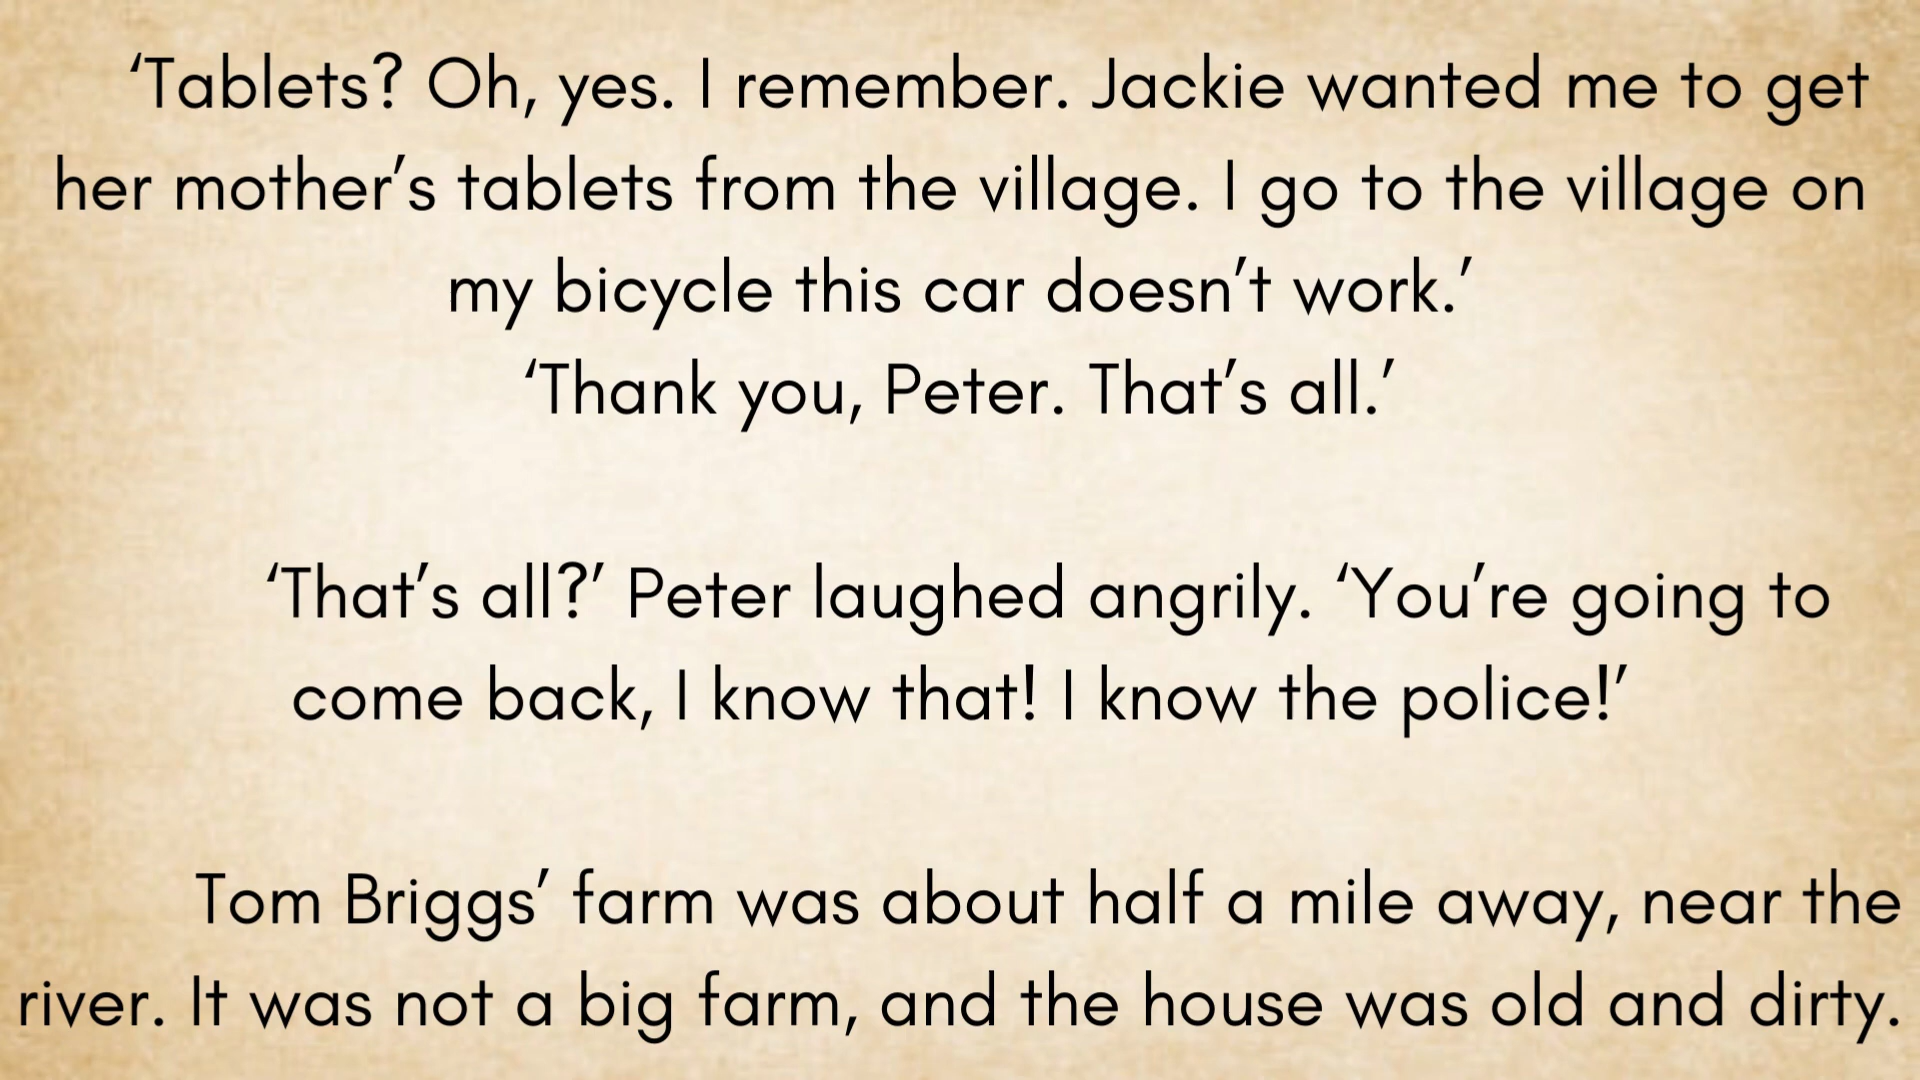 ‘Tablets? Oh, yes. I remember. Jackie wanted me to get
her mother’s tablets from the village. I go to the village on
my bicycle this car doesn’t work.’
‘Thank you, Peter. That’s all.’
‘That’s all?’ Peter laughed angrily. ‘You’re going to
come back, I know that! I know the police!’
Tom Briggs’ farm was about half a mile away, near the
river. It was not a big farm, and the house was old and dirty.